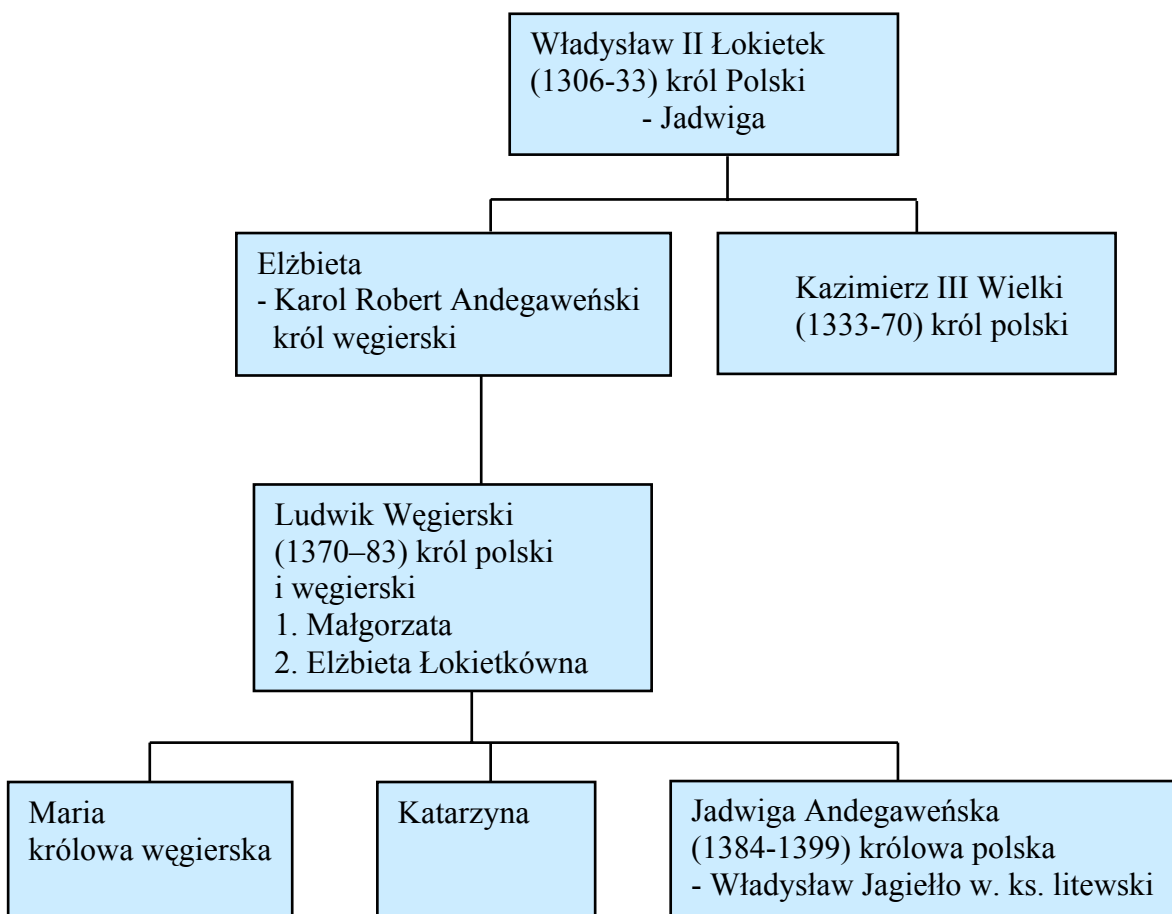 Władysław II Łokietek
(1306-33) król Polski
- Jadwiga
Elżbieta
- Karol Robert Andegaweński
król węgierski
Kazimierz III Wielki
(1333-70) król polski
Ludwik Węgierski
(1370–83) król polski
i węgierski
1. Małgorzata
2. Elżbieta Łokietkówna
Maria
królowa węgierska
Katarzyna
Jadwiga Andegaweńska
(1384-1399) królowa polska
- Władysław Jagiełło w. ks. litewski